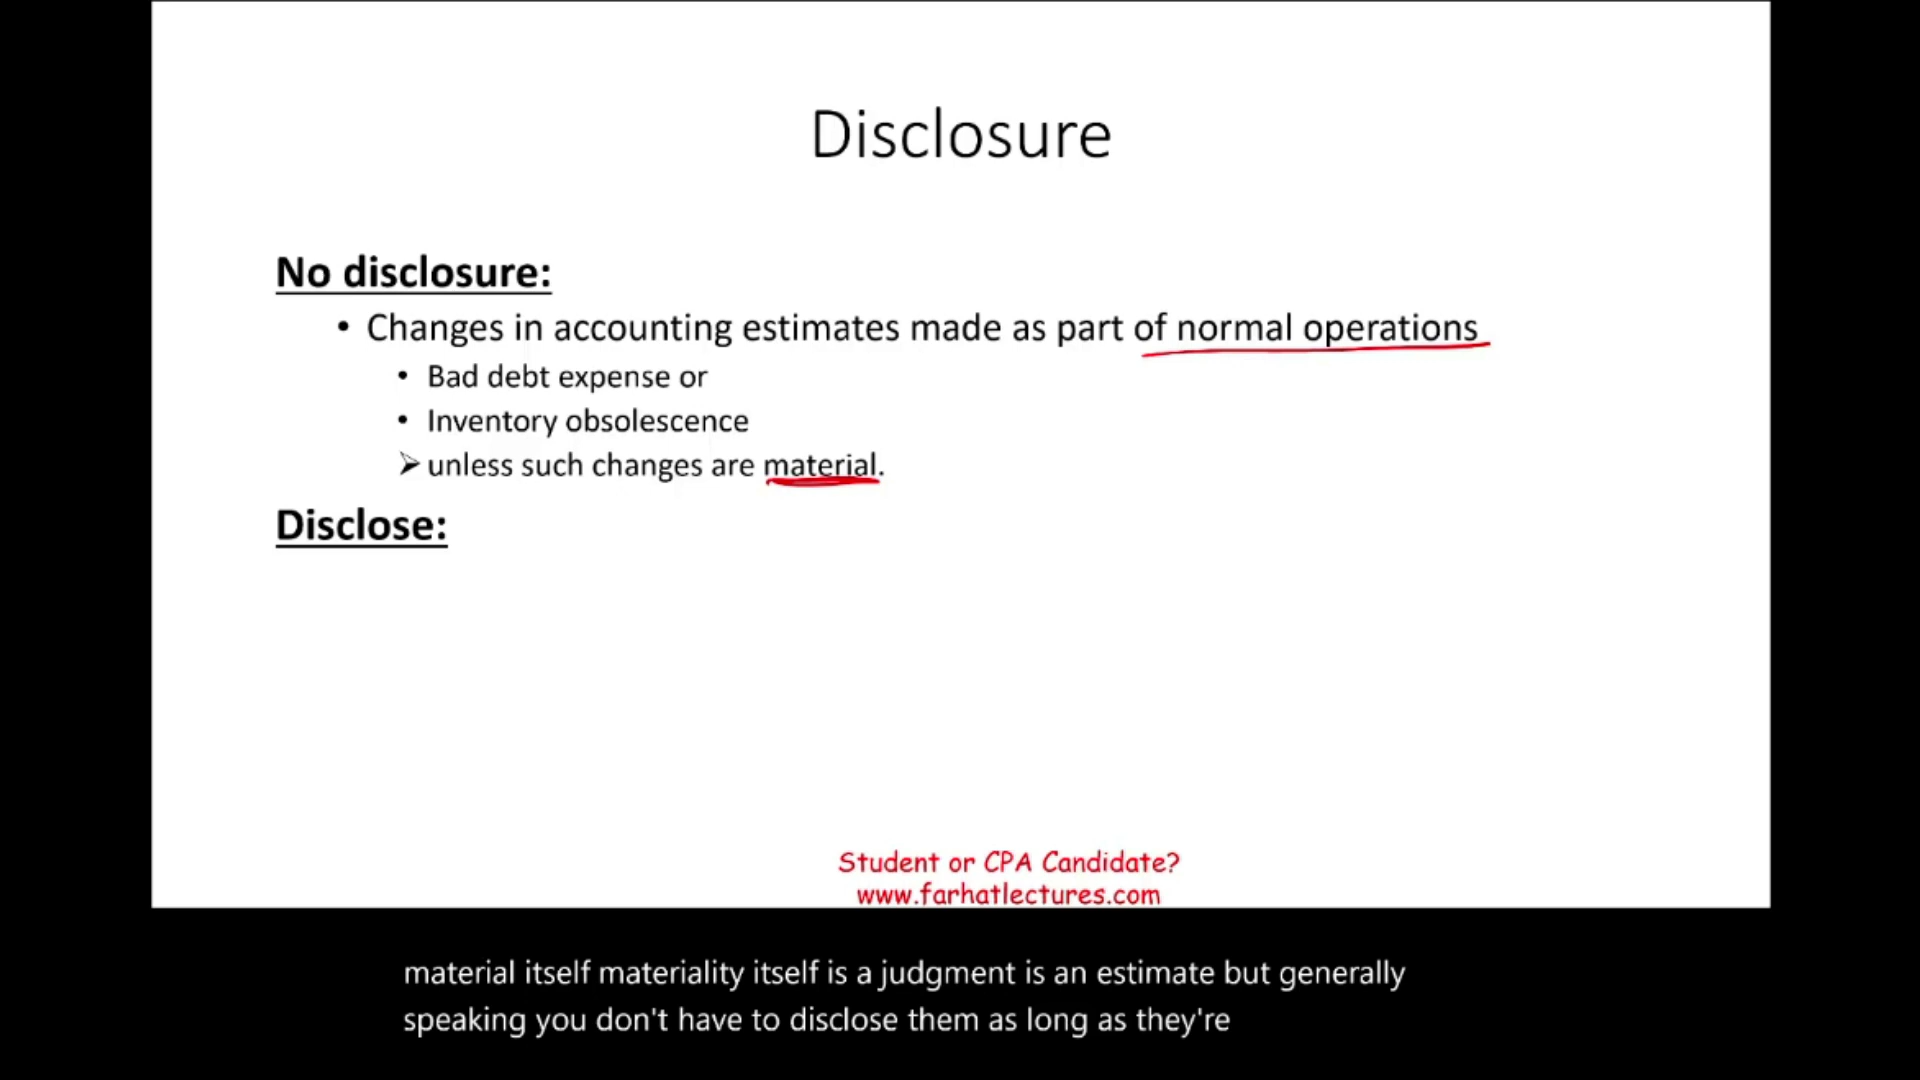 Disclosure
No disclosure:
• Changes in accounting estimates made as part of normal operations
• Bad debt expense or
• Inventory obsolescence
➢ unless such changes are material.
Disclose:
Student or CPA Candidate?
www.farhatlectures.com
material itself materiality itself is a judgment is an estimate but generally
speaking you don't have to disclose them as long as they're